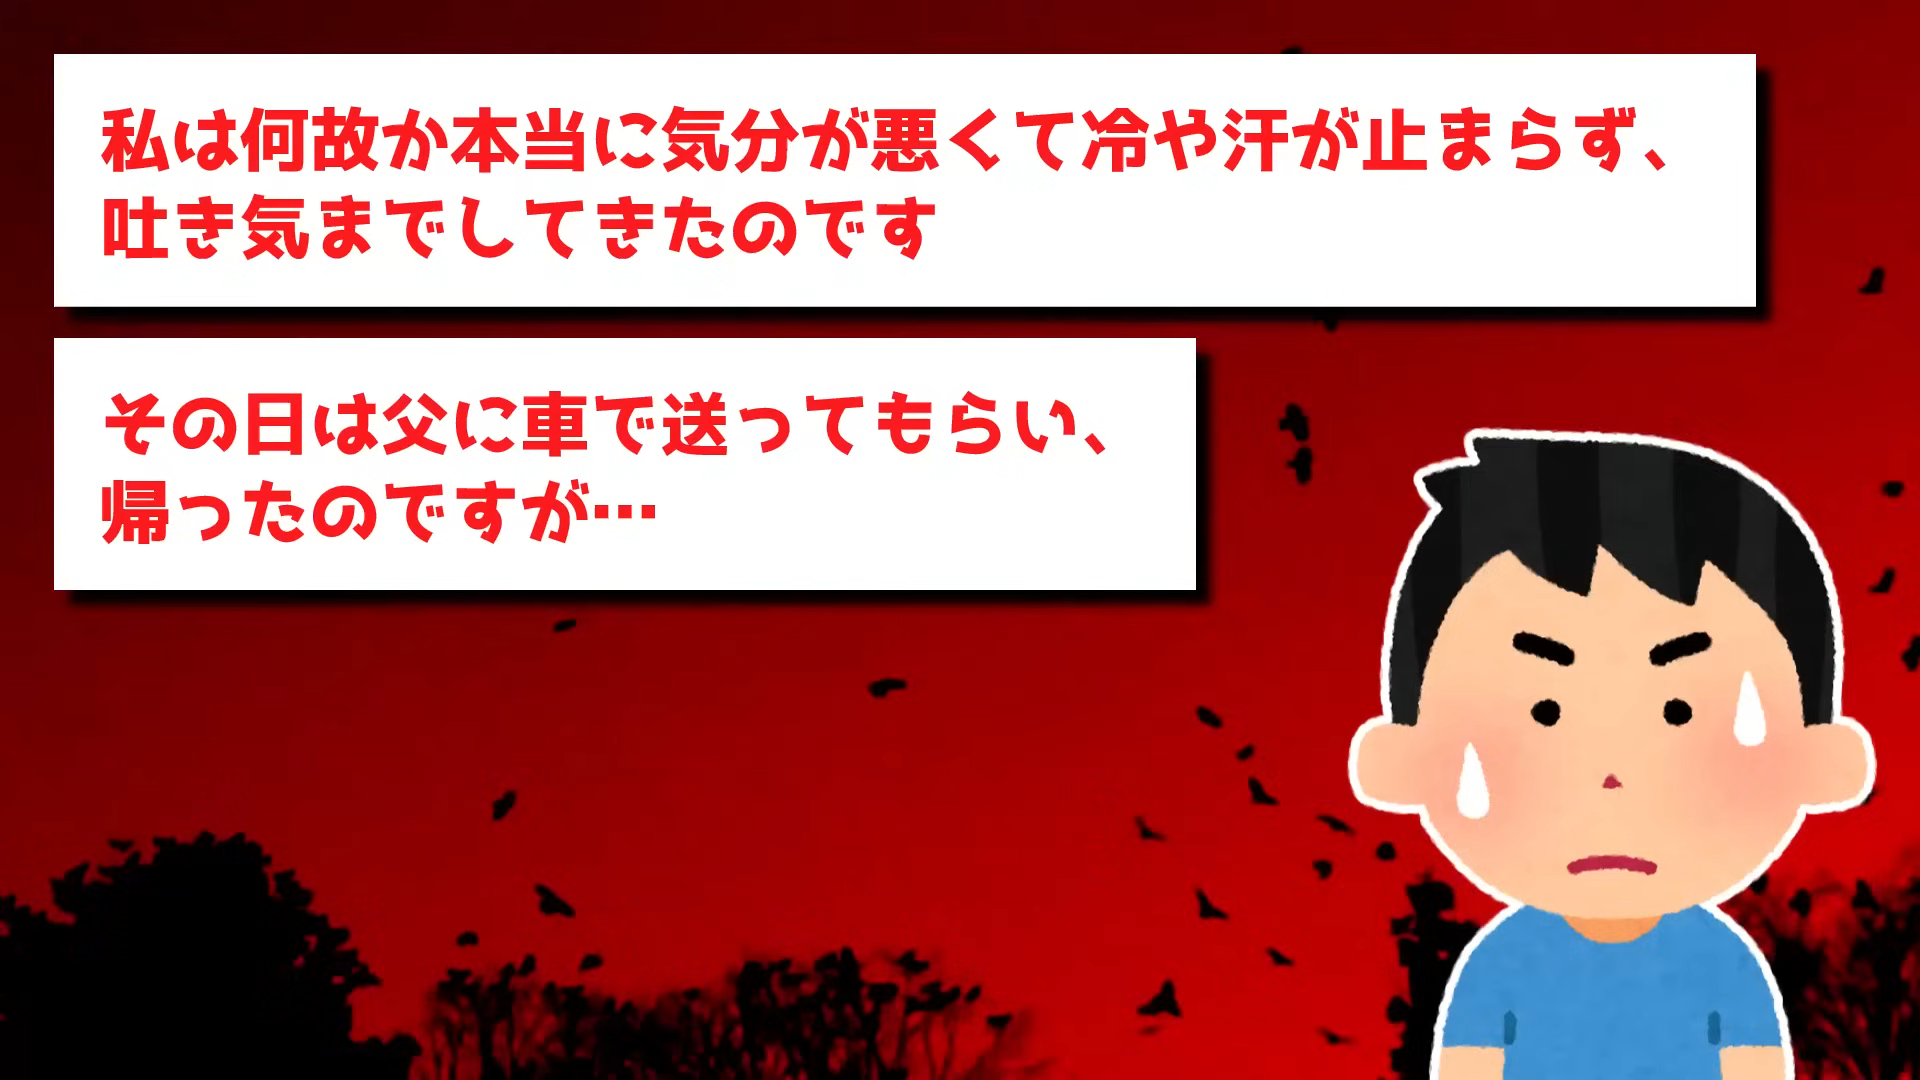 私は何故か本当に気分が悪くて冷や汗が止まらず、
吐き気までしてきたのです
その日は父に車で送ってもらい、
帰ったのですが…